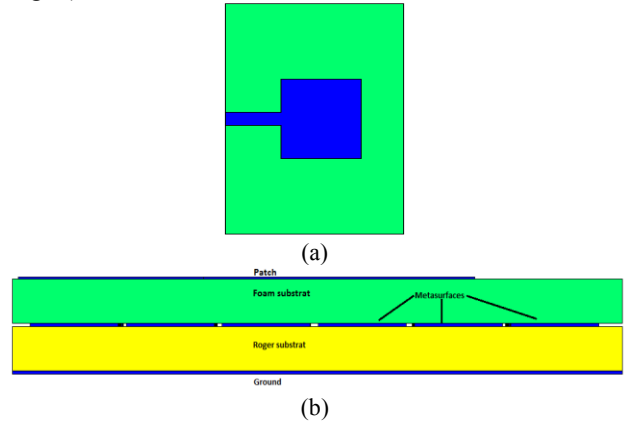 (a)
Patch
Foam substrat
Metasurfaces
Roger substrat
Ground
(b)